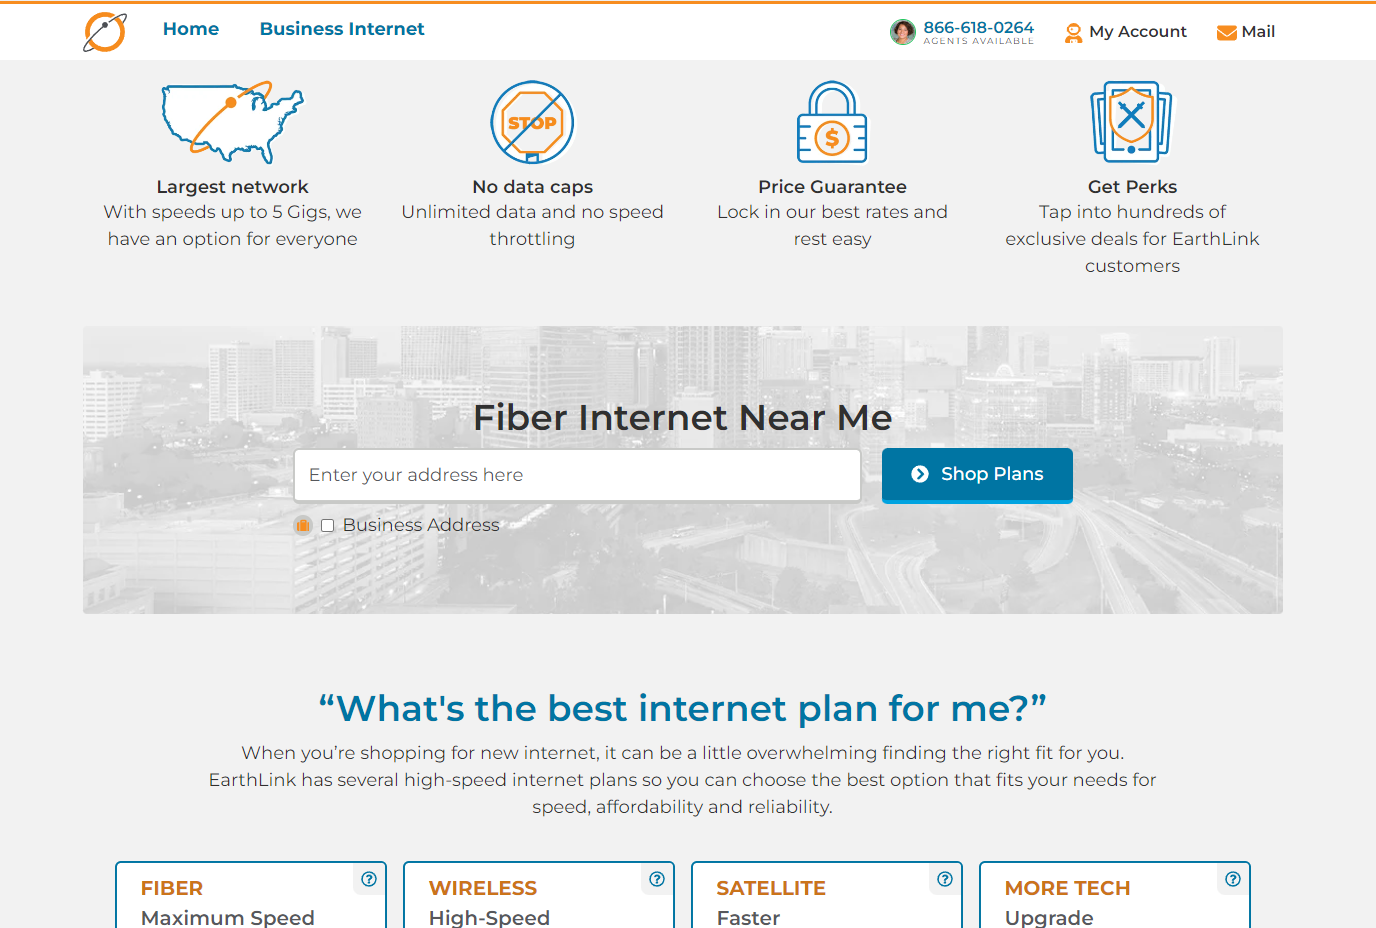 Home Business Internet 866-618-0264 My Account Mail
AGENTS AVAILABLE
STOP
$
Largest network
With speeds up to 5 Gigs, we
have an option for everyone
No data caps
Unlimited data and no speed
throttling
Price Guarantee
Lock in our best rates and
rest easy
Get Perks
Tap into hundreds of
exclusive deals for EarthLink
customers
Fiber Internet Near Me
Enter your address here
Shop Plans
Business Address
“What's the best internet plan for me?”
When you’re shopping for new internet, it can be a little overwhelming finding the right fit for you.
EarthLink has several high-speed internet plans so you can choose the best option that fits your needs for
speed, affordability and reliability.
FIBER
Maximum Speed
WIRELESS
High-Speed
SATELLITE
Faster
MORE TECH
Upgrade